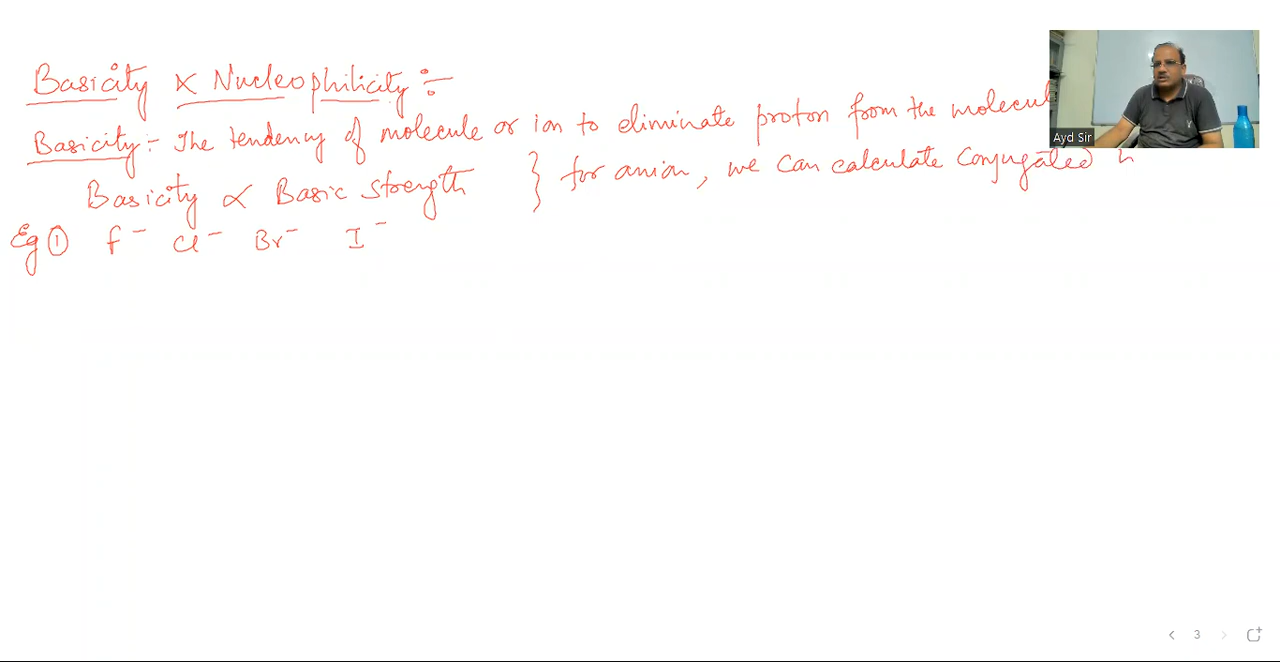 Basicity & Nucleophilicity :-
Basicity :- The tendency of molecule or ion to eliminate proton from the molecul
Basicity ∝ Basic strength } for anion, we can calculate conjugated
Eg ① F⁻ Cl⁻ Br⁻ I⁻
Ayd Sir
3